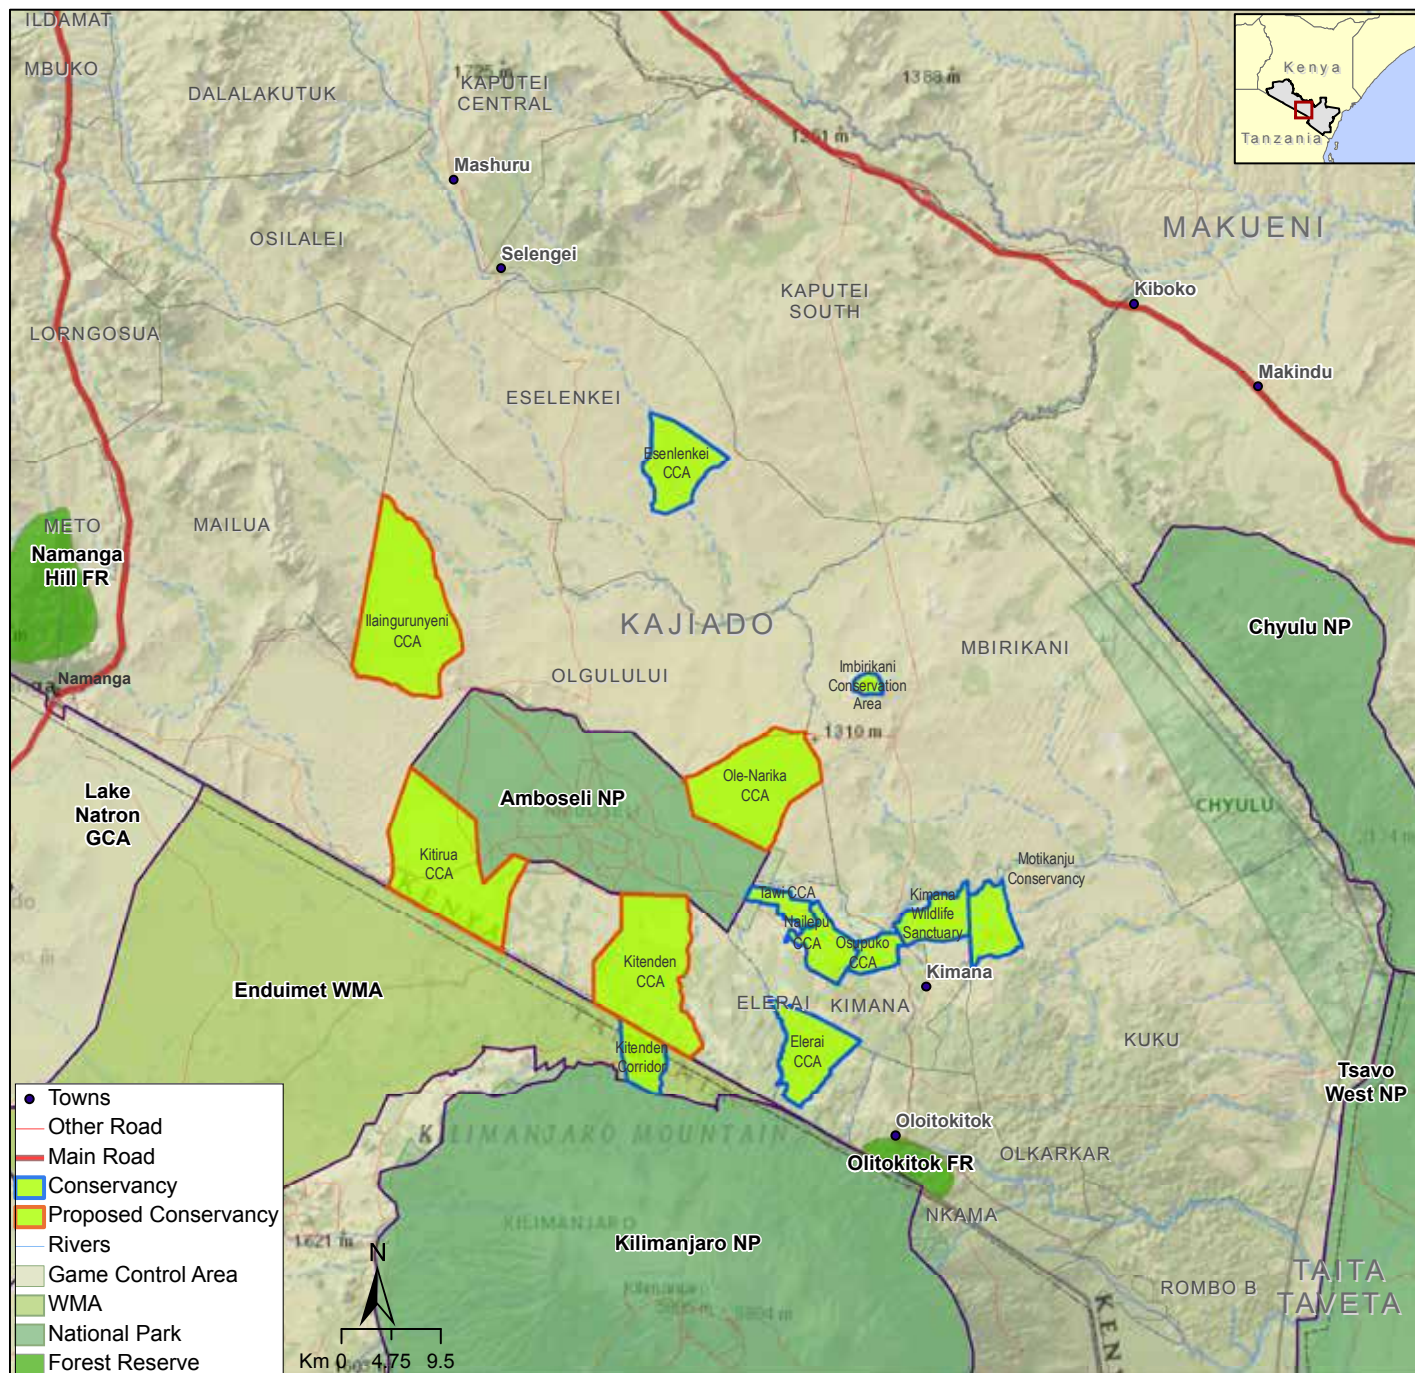 ILDAMAT
MBUKO
DALALAKUTUK
KAPUTEI
CENTRAL
1388 m
Kenya
Tanzania
Mashuru
OSILALEI
Selengei
MAKUENI
KAPUTEI
SOUTH
Kiboko
LORNGOSUA
Makindu
ESELENKEI
Esenlenkei
CCA
METO
MAILUA
Namanga
Hill FR
Ilaingurunyeni
CCA
KAJIADO
Chyulu NP
MBIRIKANI
Imbirikani
Conservation
Area
OLGULULUI
Namanga
1310 m
Lake
Natron
GCA
Amboseli NP
Ole-Narika
CCA
CHYULU
Kitirua
CCA
KENYA
Motikanju
Conservancy
Tawi CCA
Kimana
Wildlife
Sanctuary
Nailepu
CCA
Osupuko
CCA
Kitenden
CCA
Kimana
Enduimet WMA
ELERAI
KIMANA
Elerai
CCA
KUKU
Kitenden
Corridor
Tsavo
West NP
Oloitokitok
KILIMANJARO MOUNTAIN
Olitokitok FR
OLKARKAR
NKAMA
KILIMANJARO
Kilimanjaro NP
ROMBO B
TAITA
TAVETA
1621 m
Towns
Other Road
Main Road
Conservancy
Proposed Conservancy
Rivers
Game Control Area
WMA
National Park
Forest Reserve
N
Km 0 4.75 9.5